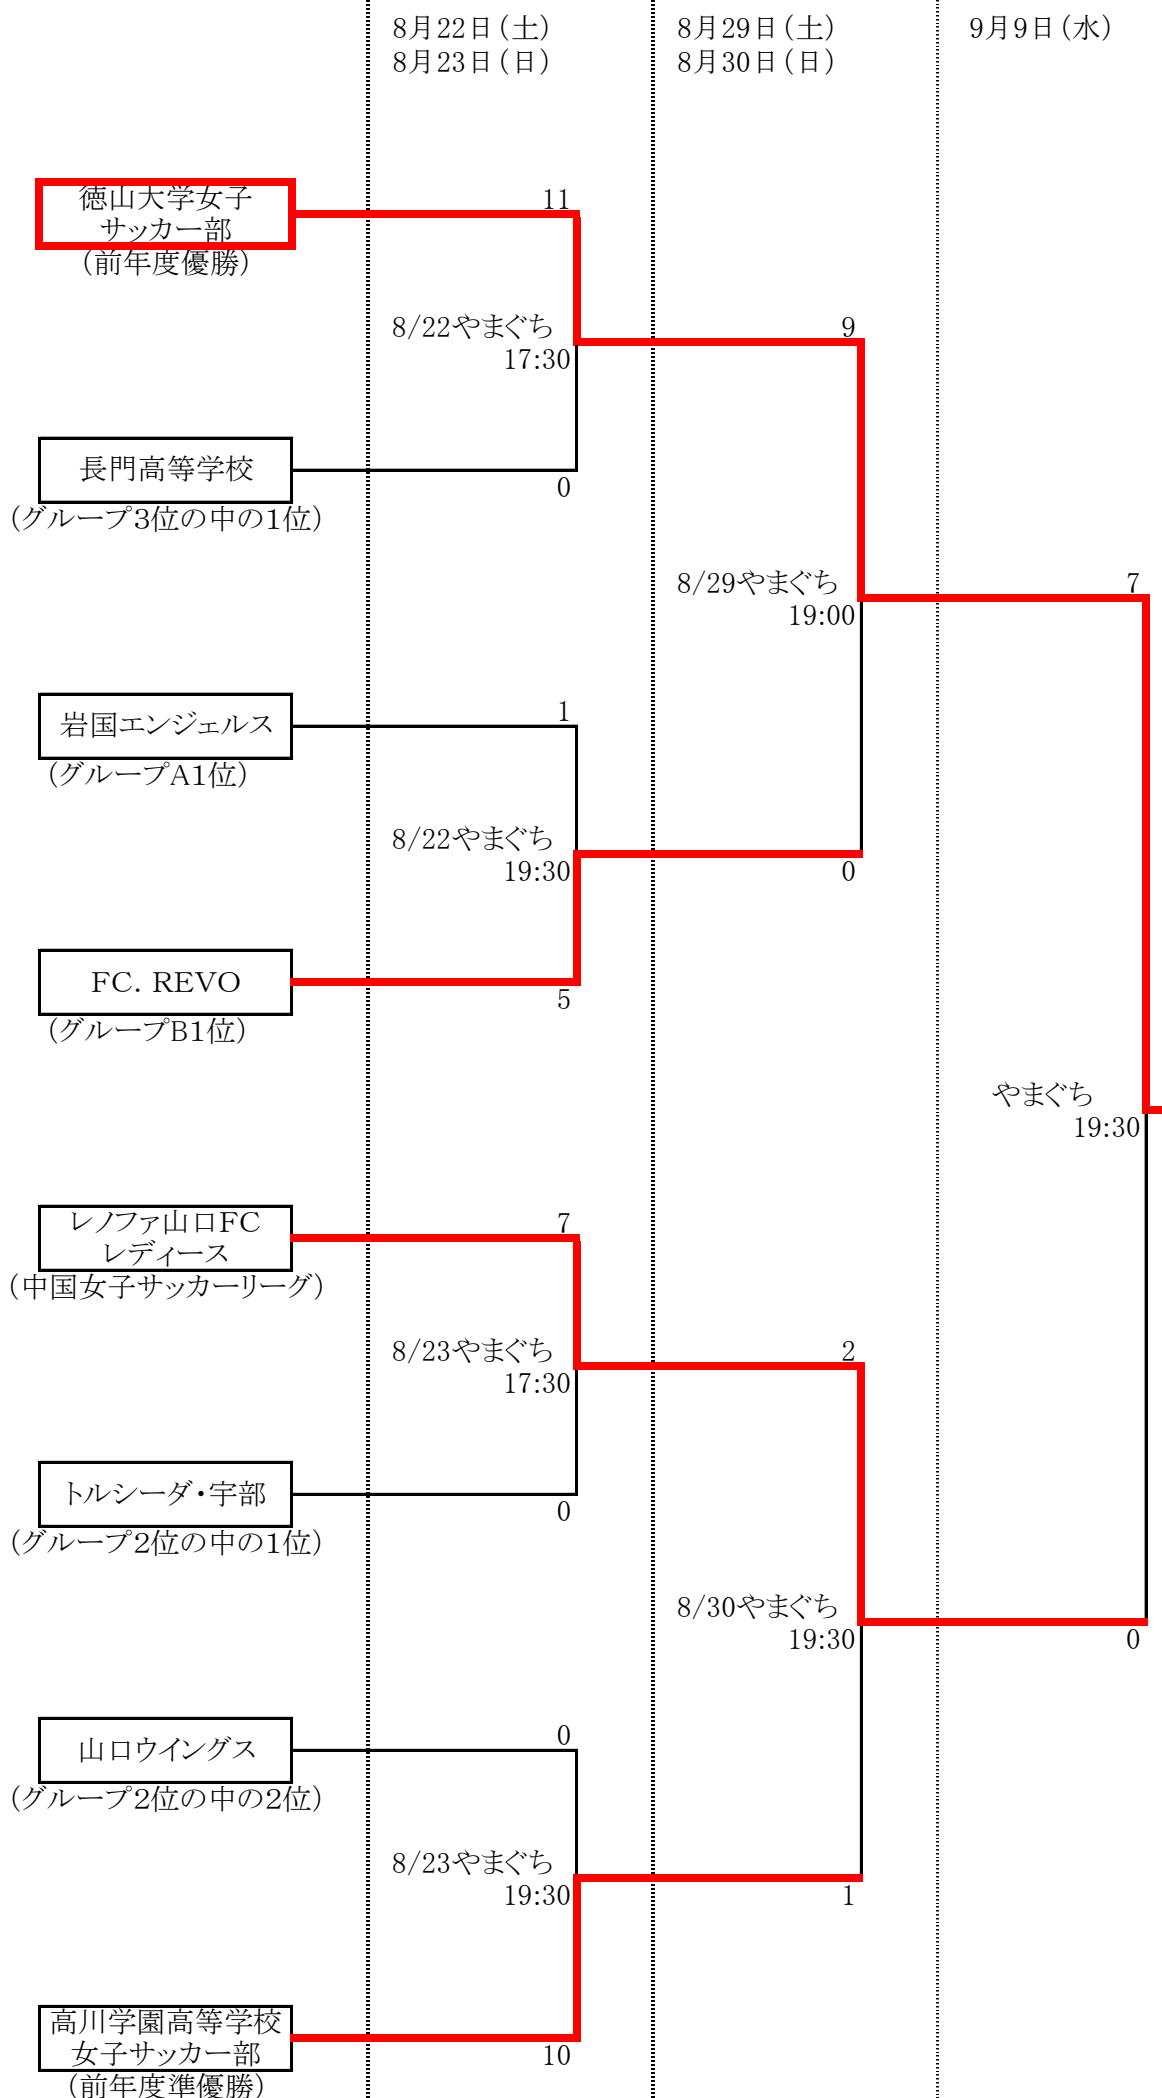 8月22日(土)
8月23日(日)
8月29日(土)
8月30日(日)
9月9日(水)
徳山大学女子
サッカー部
(前年度優勝)
11
8/22やまぐち
17:30
9
長門高等学校
0
(グループ3位の中の1位)
8/29やまぐち
19:00
7
岩国エンジェルス
1
(グループA1位)
8/22やまぐち
19:30
0
FC. REVO
5
(グループB1位)
やまぐち
19:30
レノファ山口FC
レディース
7
(中国女子サッカーリーグ)
8/23やまぐち
17:30
2
トルシーダ・宇部
0
(グループ2位の中の1位)
8/30やまぐち
19:30
0
山口ウイングス
0
(グループ2位の中の2位)
8/23やまぐち
19:30
1
高川学園高等学校
女子サッカー部
10
(前年度準優勝)